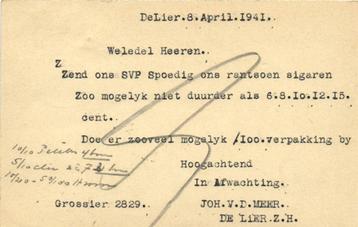 DeLier.8.April.1941.
Weledel Heeren..
Z
Zend ons SVP Spoedig ons rantsoen sigaren
Zoo mogelyk niet duurder als 6.8.10.12.15.
cent..
Doe er zooveel mogelyk /100.verpakking by
Hoogachtend
In Afwachting..
Grossier 2829.
JOH.V.D.MEER.
DE LIER.Z.H.